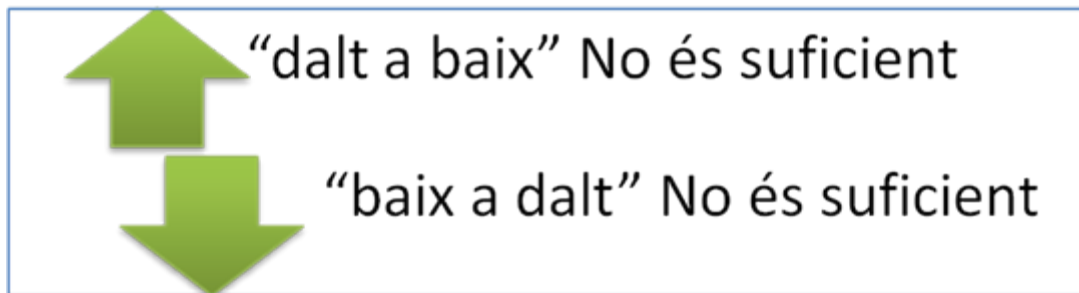 “dalt a baix” No és suficient
“baix a dalt” No és suficient